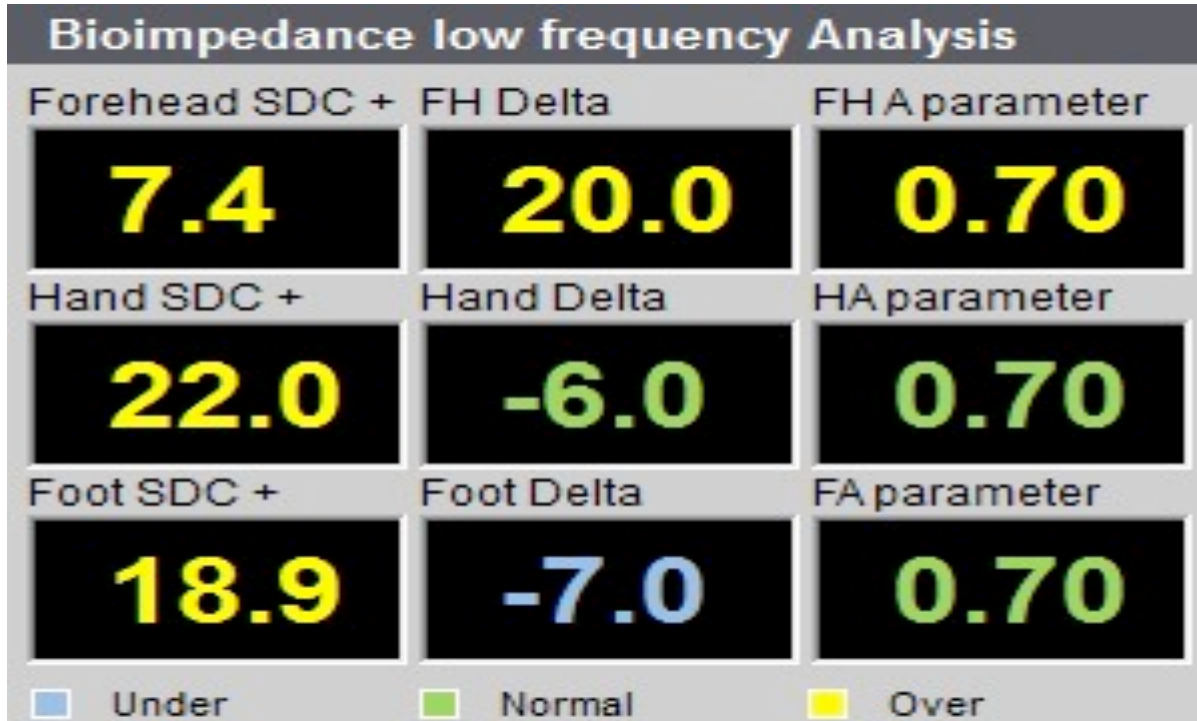 Bioimpedance low frequency Analysis
Forehead SDC + FH Delta FH A parameter
7.4 20.0 0.70
Hand SDC + Hand Delta HA parameter
22.0 -6.0 0.70
Foot SDC + Foot Delta FA parameter
18.9 -7.0 0.70
Under Normal Over